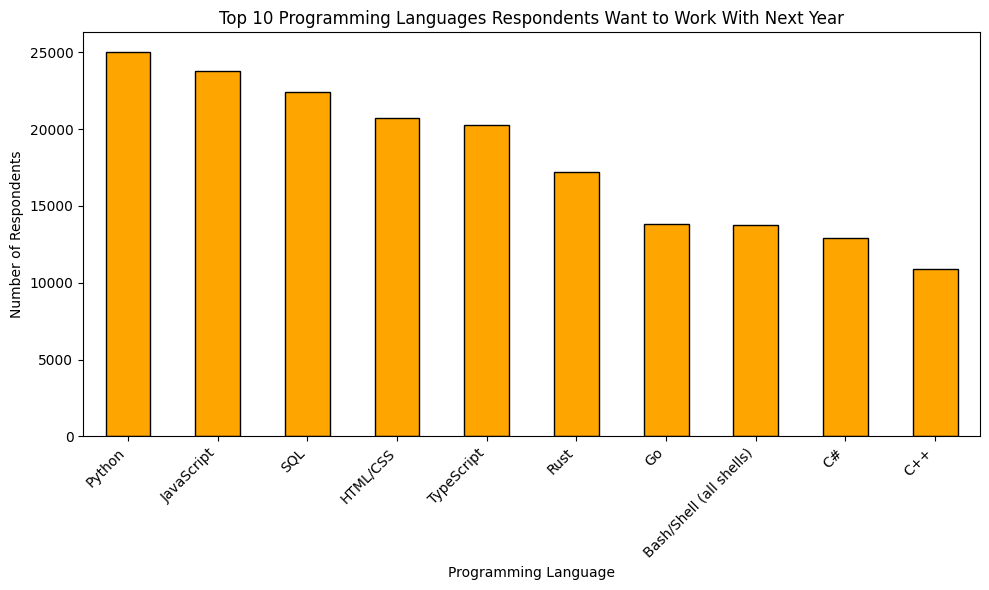 Top 10 Programming Languages Respondents Want to Work With Next Year
Number of Respondents
25000
20000
15000
10000
5000
0
Python
JavaScript
SQL
HTML/CSS
TypeScript
Rust
Go
Bash/Shell (all shells)
C#
C++
Programming Language